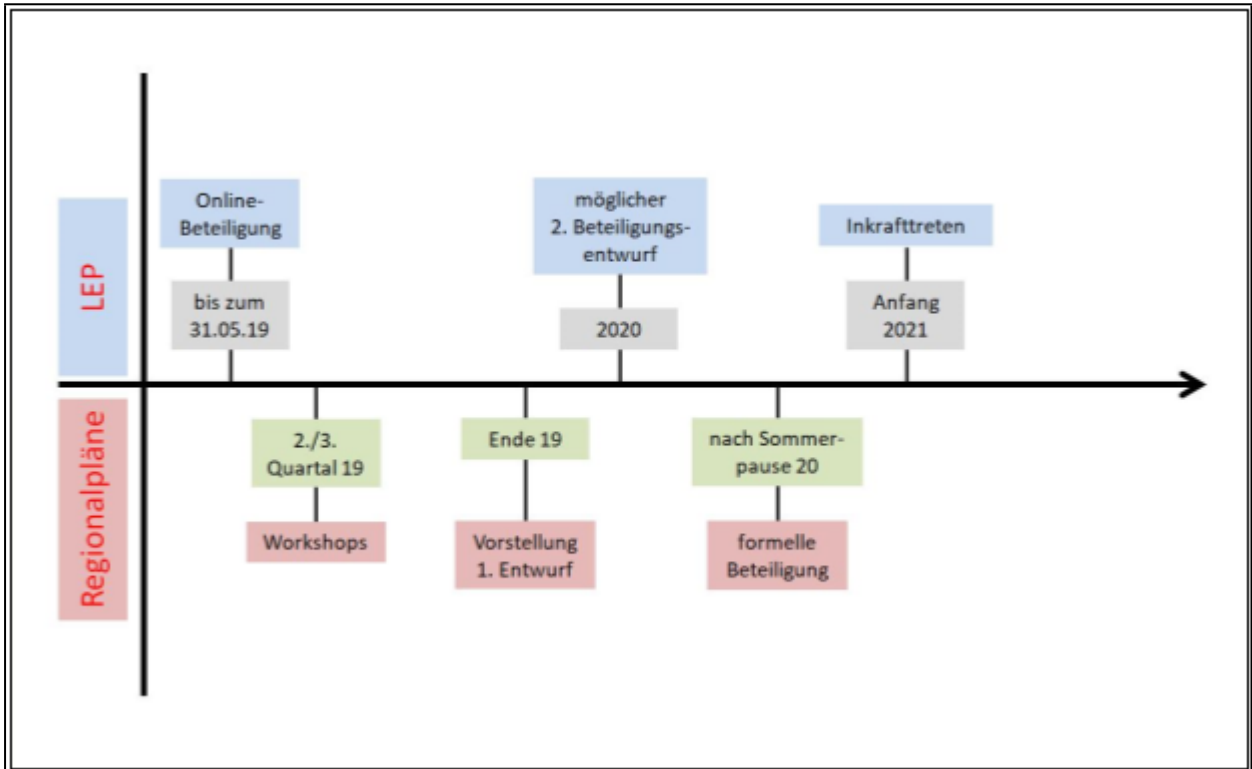 LEP
Online-
Beteiligung
bis zum
31.05.19
möglicher
2. Beteiligungs-
entwurf
2020
Inkrafttreten
Anfang
2021
Regionalpläne
2./3.
Quartal 19
Workshops
Ende 19
Vorstellung
1. Entwurf
nach Sommer-
pause 20
formelle
Beteiligung